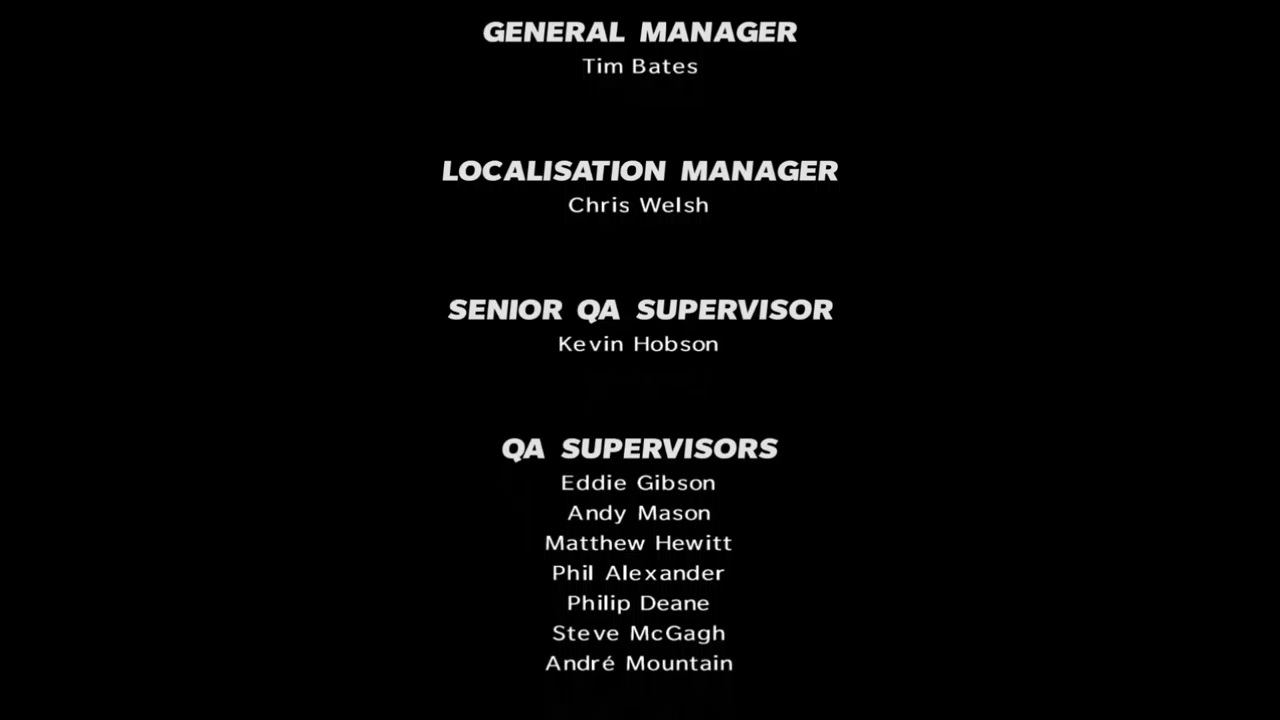 GENERAL MANAGER
Tim Bates
LOCALISATION MANAGER
Chris Welsh
SENIOR QA SUPERVISOR
Kevin Hobson
QA SUPERVISORS
Eddie Gibson
Andy Mason
Matthew Hewitt
Phil Alexander
Philip Deane
Steve McGagh
André Mountain